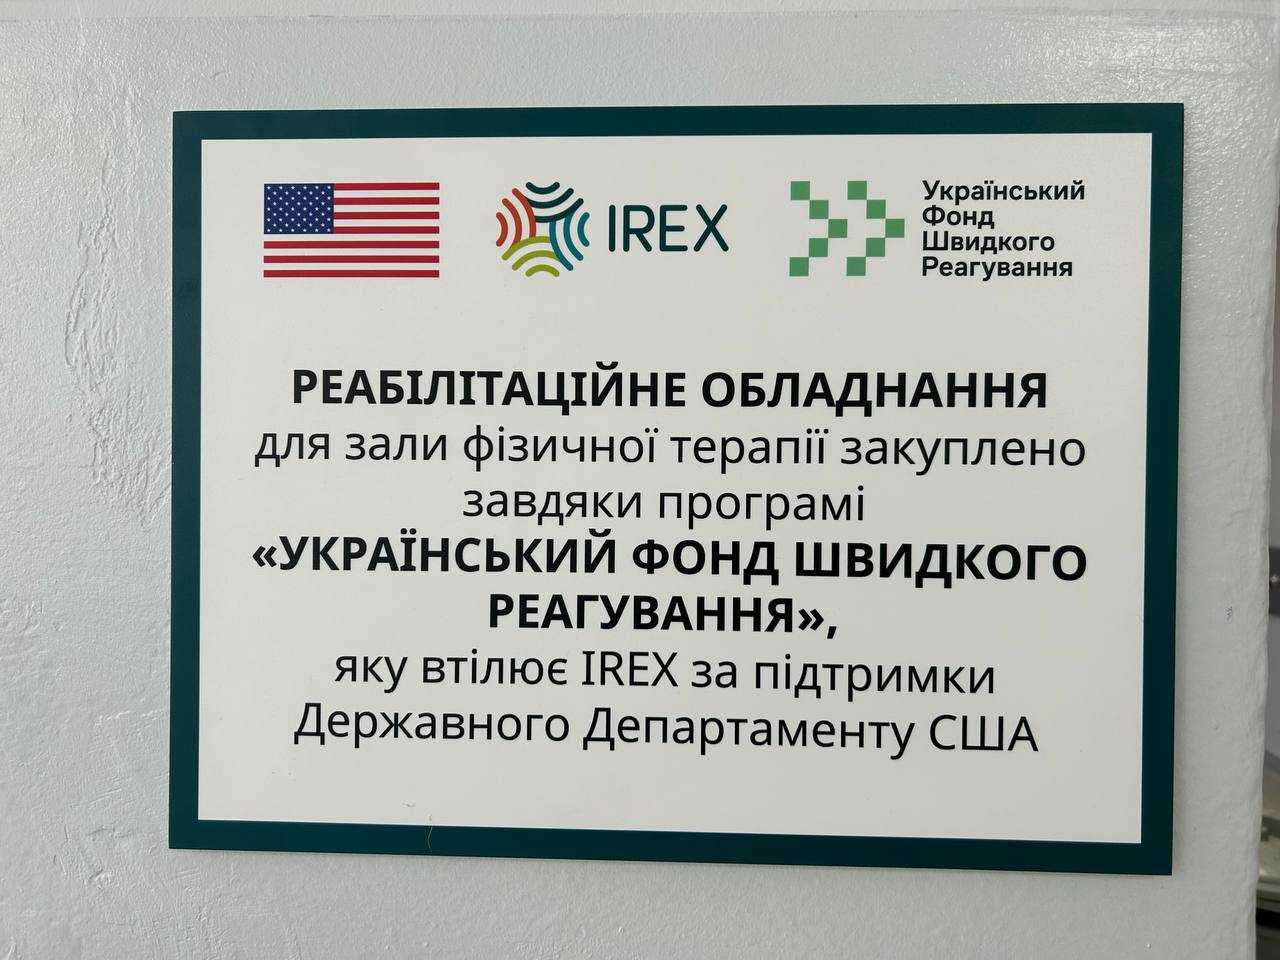 IREX
Український
Фонд
Швидкого
Реагування
РЕАБІЛІТАЦІЙНЕ ОБЛАДНАННЯ
для зали фізичної терапії закуплено
завдяки програмі
«УКРАЇНСЬКИЙ ФОНД ШВИДКОГО
РЕАГУВАННЯ»,
яку втілює IREX за підтримки
Державного Департаменту США